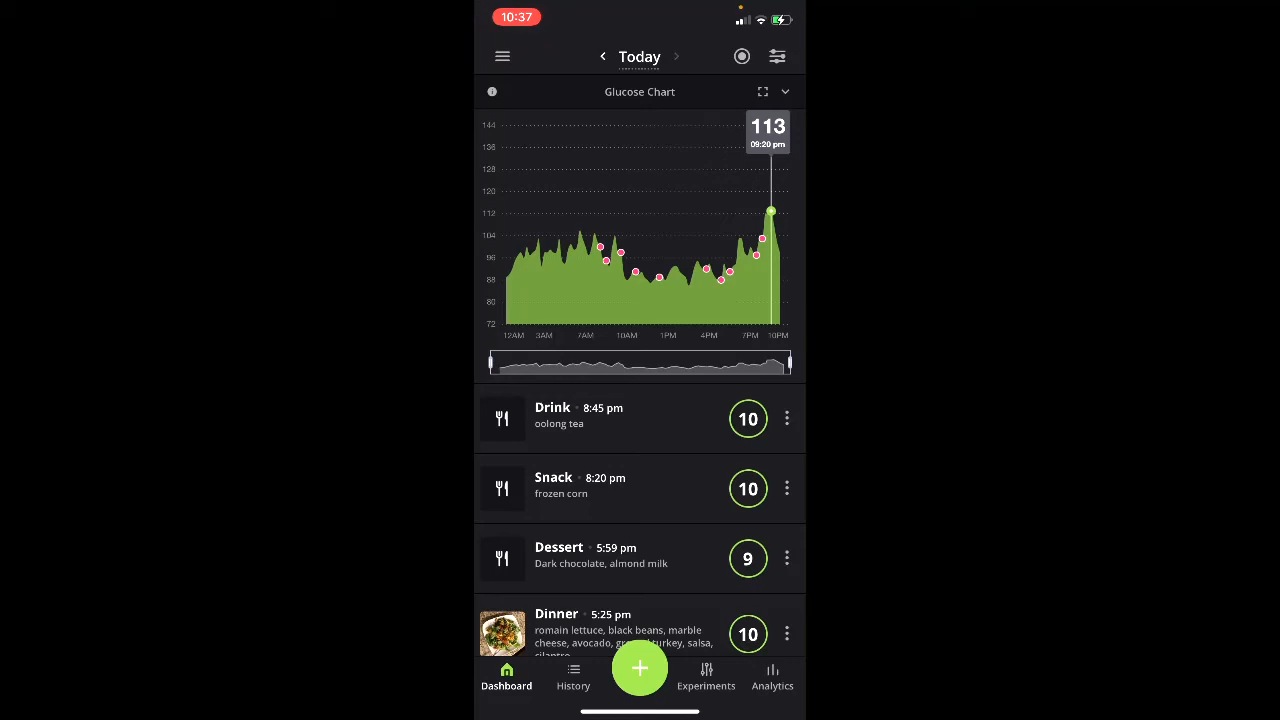 10:37
Today
Glucose Chart
144
136
128
120
112
104
96
88
80
72
113
09:20 pm
12AM 3AM 7AM 10AM 1PM 4PM 7PM 10PM
Drink • 8:45 pm
oolong tea
10
Snack • 8:20 pm
frozen corn
10
Dessert • 5:59 pm
Dark chocolate, almond milk
9
Dinner • 5:25 pm
romain lettuce, black beans, marble
cheese, avocado, turkey, salsa,
10
Dashboard
History
Experiments
Analytics